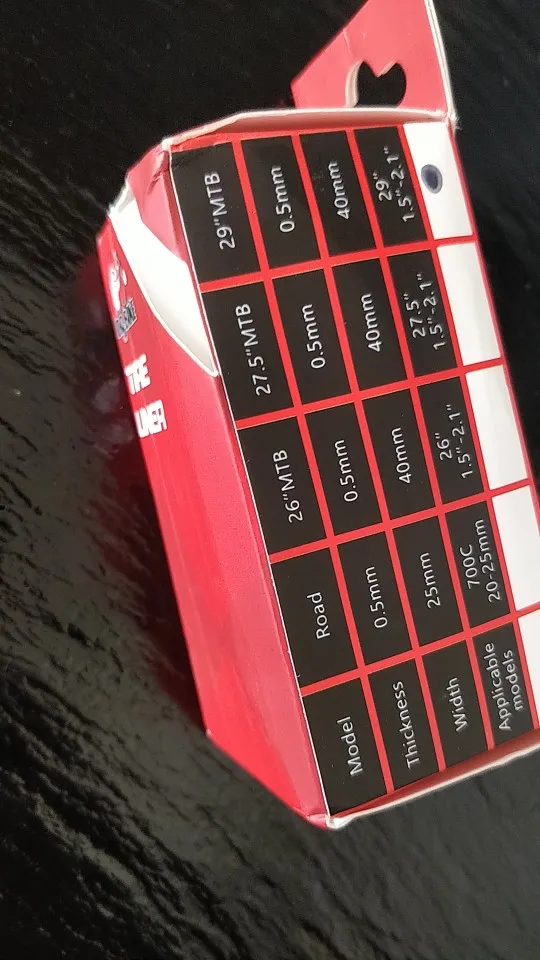 Model Road 26"MTB 27.5"MTB 29"MTB
Thickness 0.5mm 0.5mm 0.5mm 0.5mm
Width 25mm 40mm 40mm 40mm
Applicable 700C 26" 27.5" 29"
models 20-25mm 1.5"-2.1" 1.5"-2.1" 1.5"-2.1"